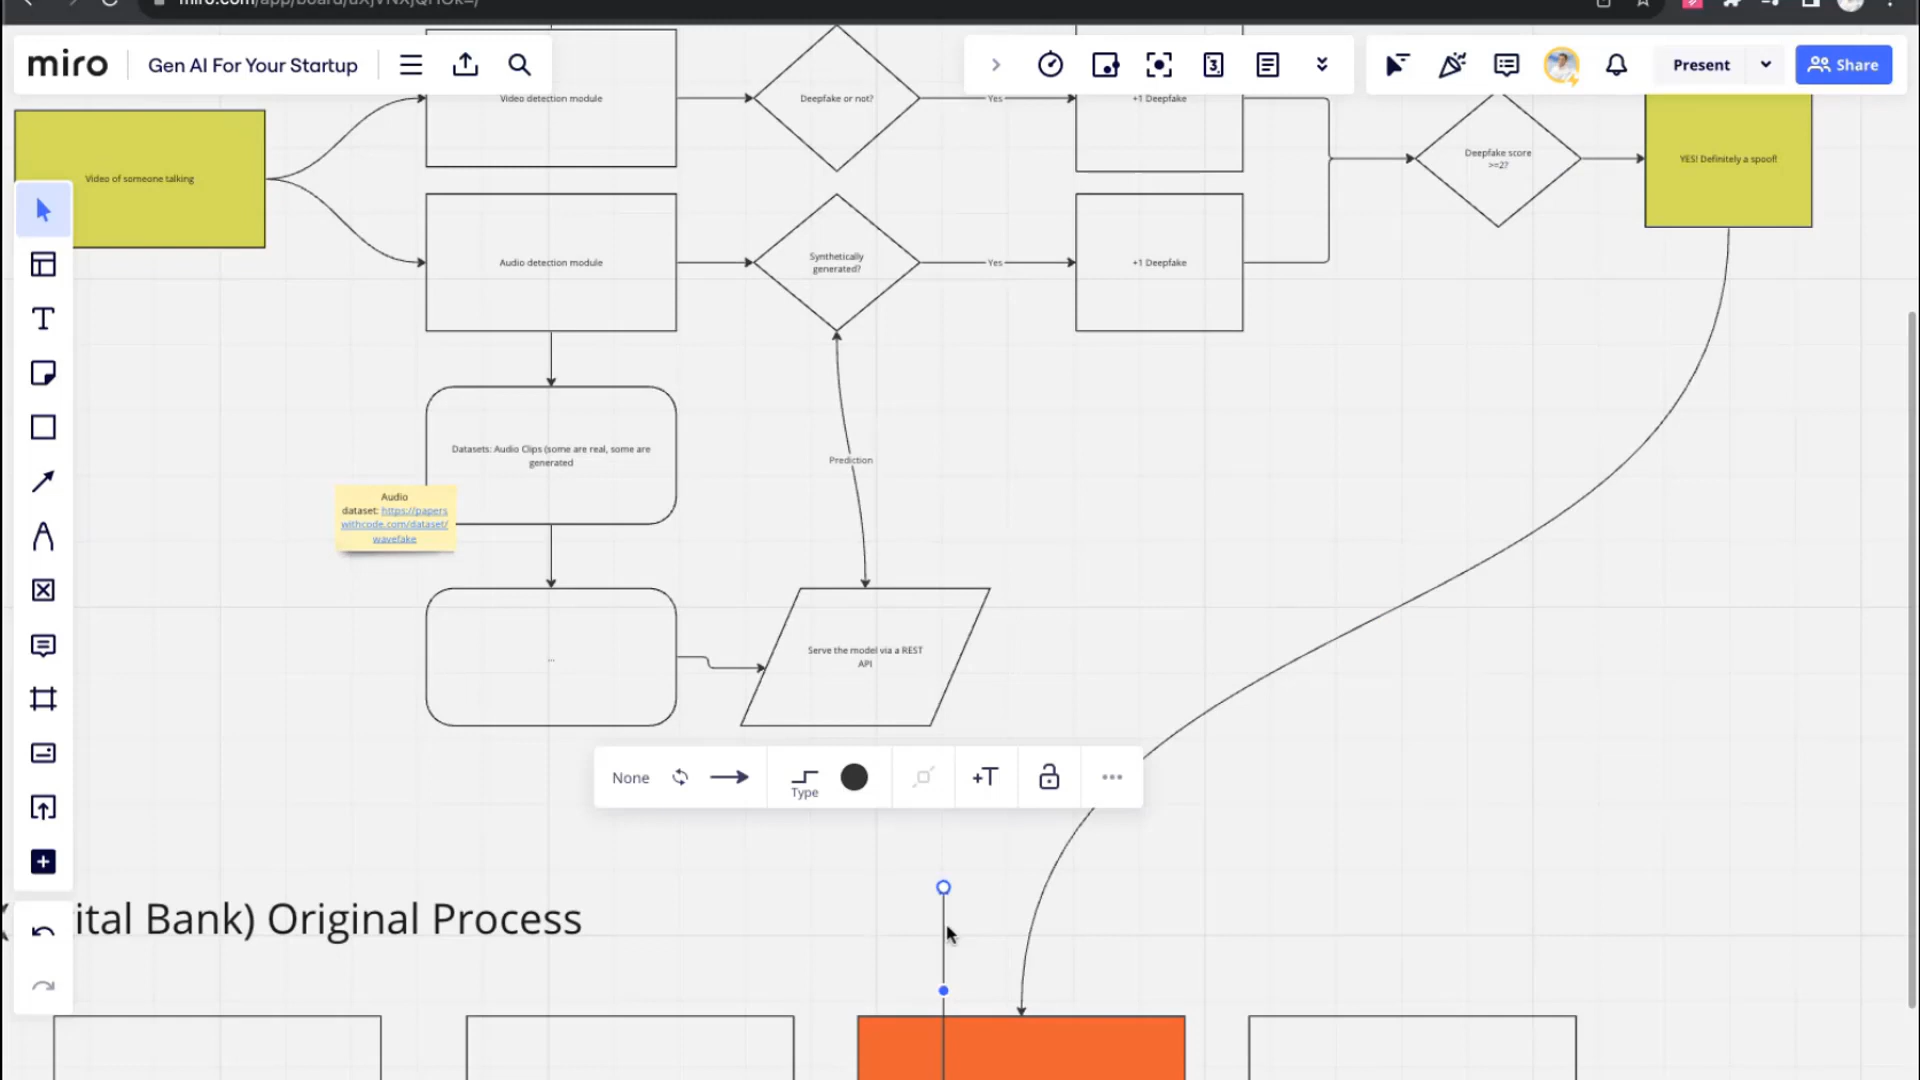 miro
Gen AI For Your Startup
3
Present
Share
Video detection module
Deepfake or not?
Yes
+1 Deepfake
Video of someone talking
Deepfake score
>=2?
YES! Definitely a spoof!
Audio detection module
Synthetically
generated?
Yes
+1 Deepfake
Datasets: Audio Clips (some are real, some are
generated
Prediction
Audio
dataset: https://papers
withcode.com/dataset/
wavefake
...
Serve the model via a REST
API
None
Type
+T
ital Bank) Original Process